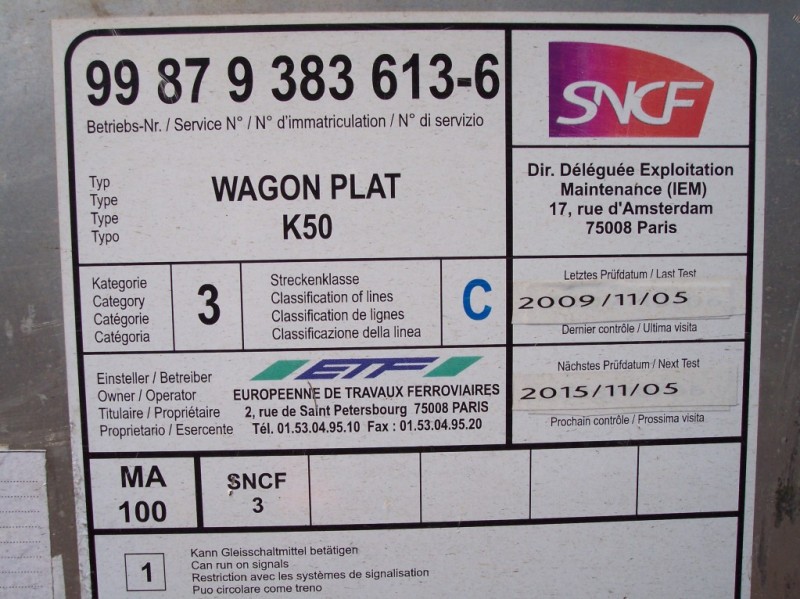 99 87 9 383 613-6
Betriebs-Nr. / Service N° / N° d'immatriculation / N° di servizio
SNCF
Dir. Déléguée Exploitation
Maintenance (IEM)
17, rue d'Amsterdam
75008 Paris
Typ
Type
Type
Typo
WAGON PLAT
K50
Kategorie
Category
Catégorie
Catégoria
3
Streckenklasse
Classification of lines
Classification de lignes
Classificazione della linea
C
Letztes Prüfdatum / Last Test
2009/11/05
Dernier contrôle / Ultima visita
Einsteller / Betreiber
Owner / Operator
Titulaire / Propriétaire
Proprietario / Esercente
ETF
EUROPEENNE DE TRAVAUX FERROVIAIRES
2, rue de Saint Petersbourg 75008 PARIS
Tél. 01.53.04.95.10 Fax : 01.53.04.95.20
Nächstes Prüfdatum / Next Test
2015/11/05
Prochain contrôle / Prossima visita
MA
100
SNCF
3
1
Kann Gleisschaltmittel betätigen
Can run on signals
Restriction avec les systèmes de signalisation
Puo circolare come treno